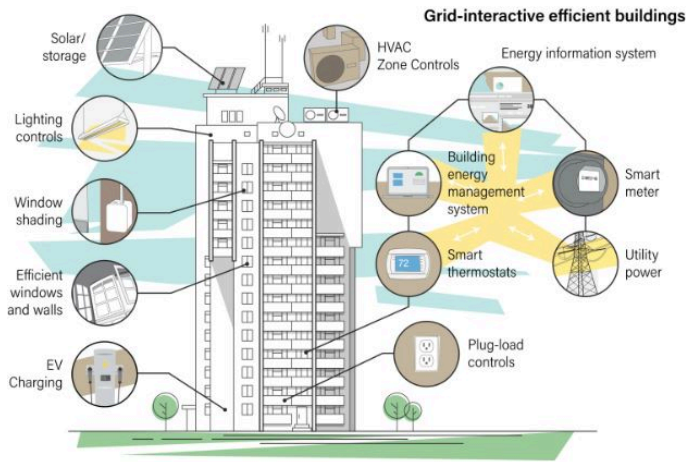 Grid-interactive efficient buildings
Solar/
storage
HVAC
Zone Controls
Energy information system
Lighting
controls
Building
energy
management
system
Smart
meter
Window
shading
Efficient
windows
and walls
72
Smart
thermostats
Utility
power
EV
Charging
Plug-load
controls